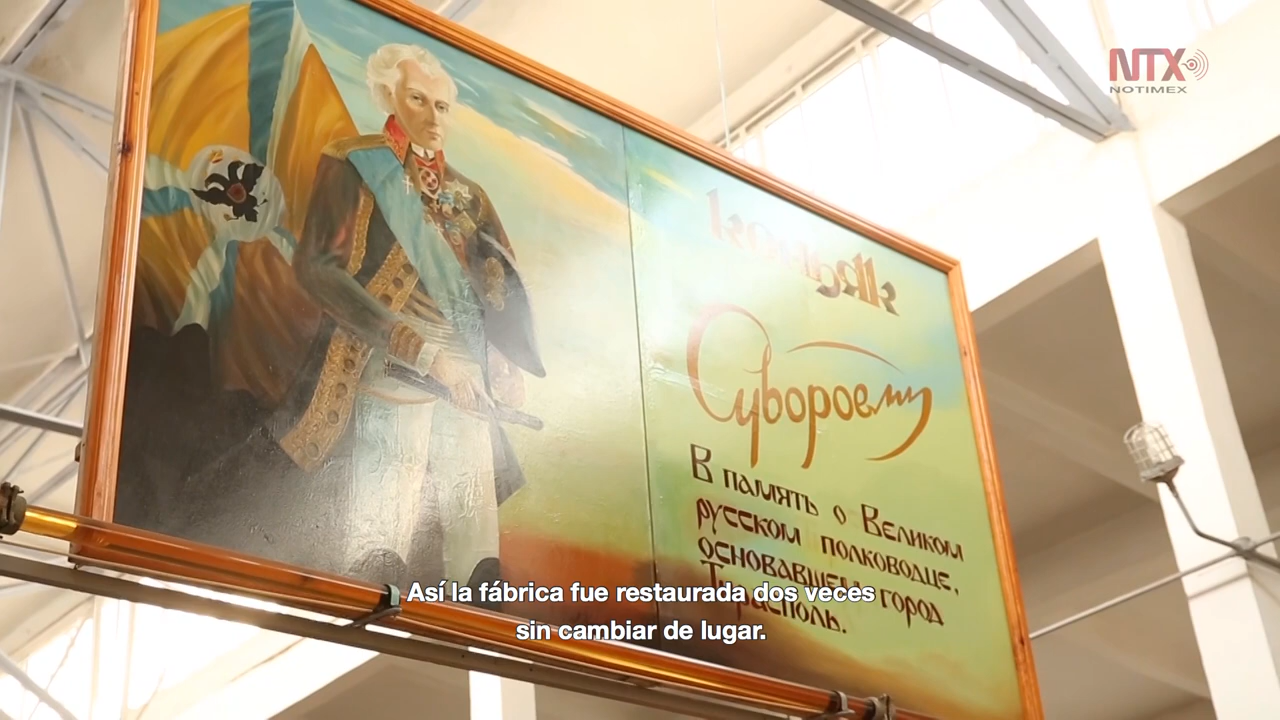 NTX
NOTIMEX
коньяк
Суворому
В память о Великом
русском полководце,
основавшем город
Тирасполь.
Así la fábrica fue restaurada dos veces
sin cambiar de lugar.